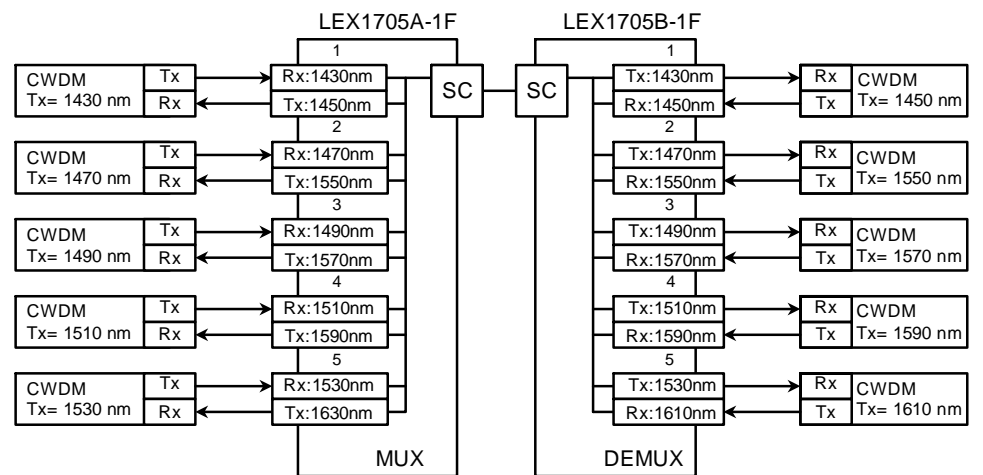 LEX1705A-1F
LEX1705B-1F
1
1
CWDM
Tx= 1430 nm
Tx
Rx
Rx:1430nm
Tx:1450nm
SC
SC
Tx:1430nm
Rx:1450nm
Rx
Tx
CWDM
Tx= 1450 nm
2
2
CWDM
Tx= 1470 nm
Tx
Rx
Rx:1470nm
Tx:1550nm
Tx:1470nm
Rx:1550nm
Rx
Tx
CWDM
Tx= 1550 nm
3
3
CWDM
Tx= 1490 nm
Tx
Rx
Rx:1490nm
Tx:1570nm
Tx:1490nm
Rx:1570nm
Rx
Tx
CWDM
Tx= 1570 nm
4
4
CWDM
Tx= 1510 nm
Tx
Rx
Rx:1510nm
Tx:1590nm
Tx:1510nm
Rx:1590nm
Rx
Tx
CWDM
Tx= 1590 nm
5
5
CWDM
Tx= 1530 nm
Tx
Rx
Rx:1530nm
Tx:1630nm
Tx:1530nm
Rx:1610nm
Rx
Tx
CWDM
Tx= 1610 nm
MUX
DEMUX